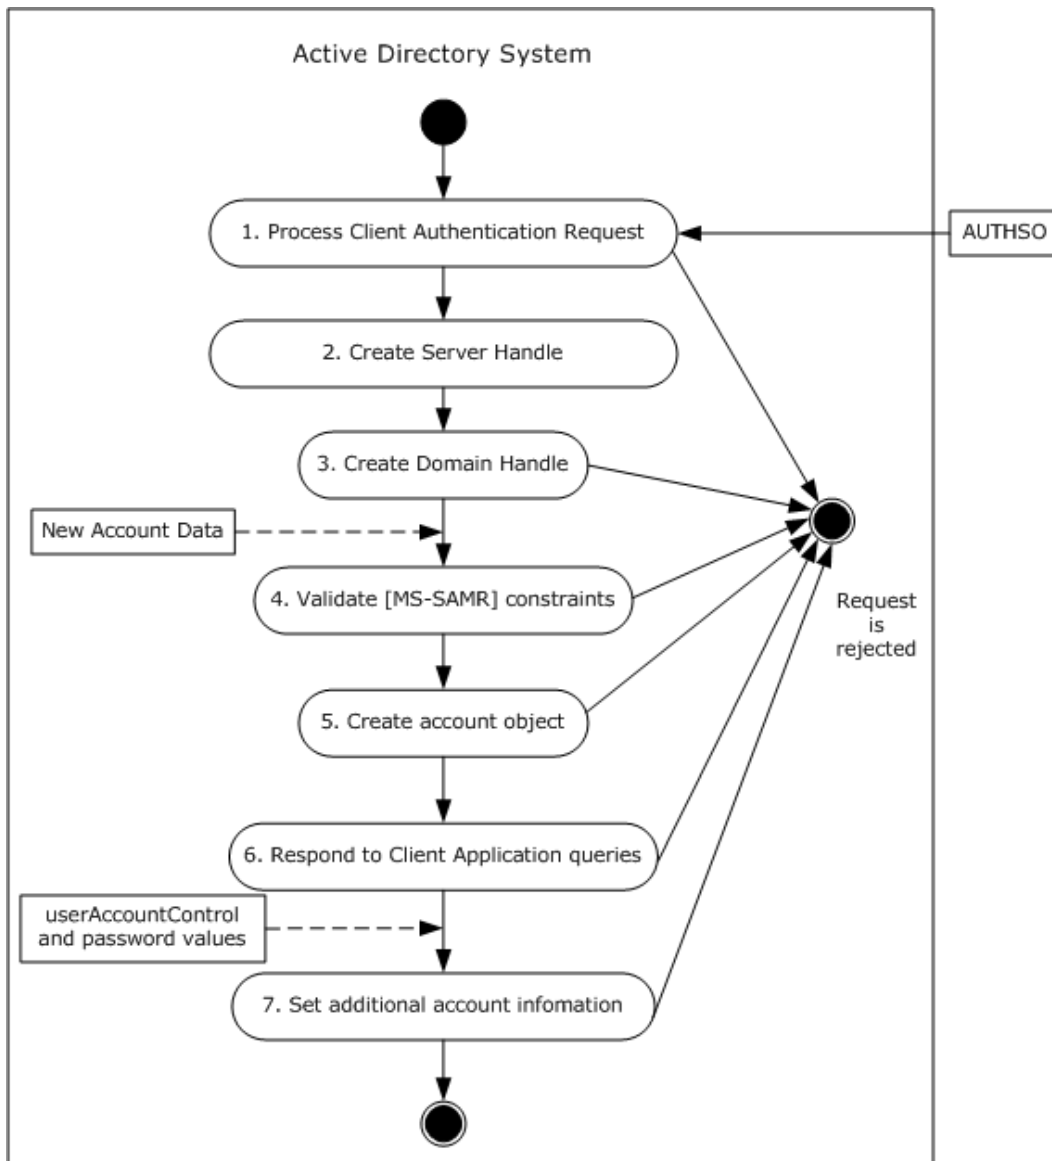 Active Directory System
1. Process Client Authentication Request
AUTHSO
2. Create Server Handle
3. Create Domain Handle
New Account Data
4. Validate [MS-SAMR] constraints
Request
is
rejected
5. Create account object
6. Respond to Client Application queries
userAccountControl
and password values
7. Set additional account infomation